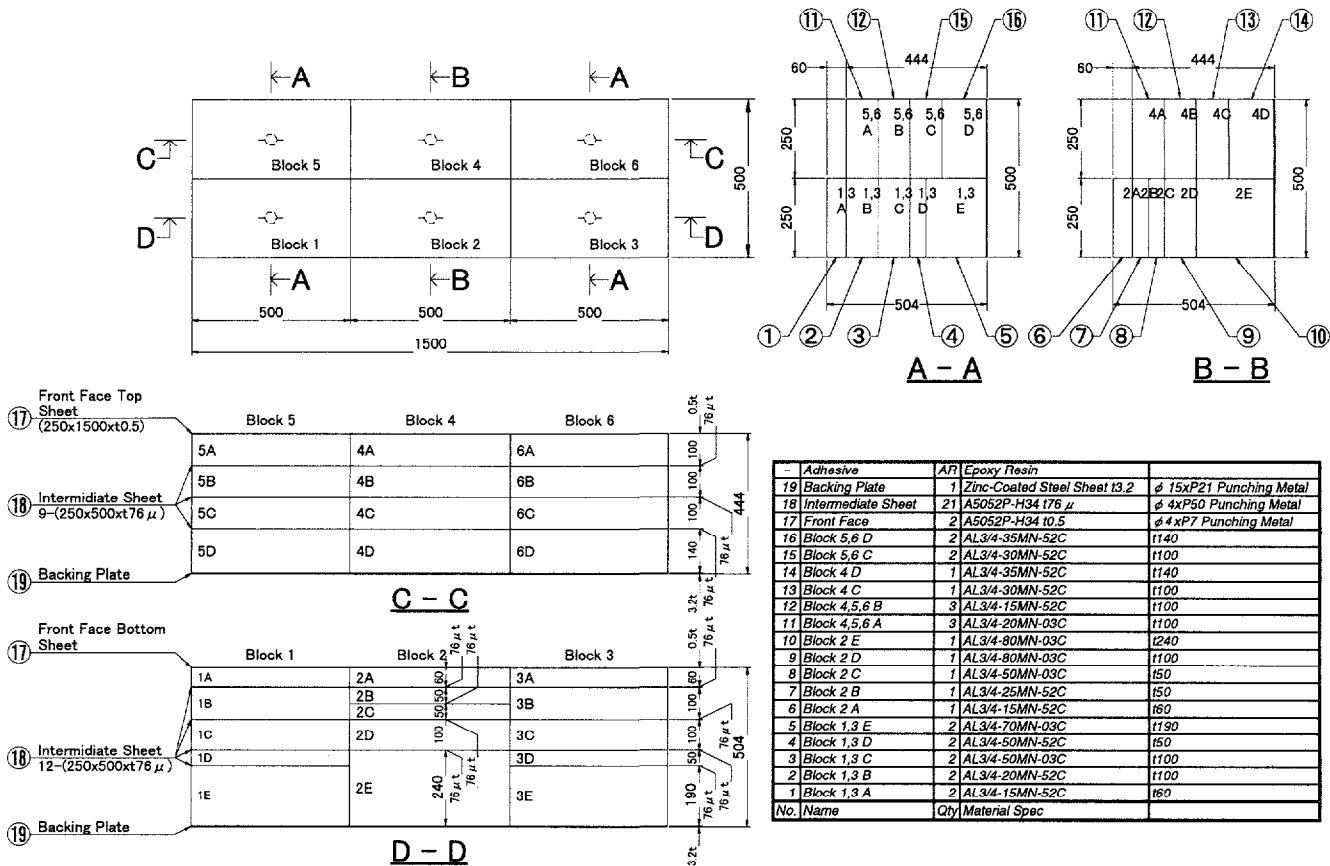 A
B
A
C
C
Block 5
Block 4
Block 6
500
D
D
Block 1
Block 2
Block 3
A
B
A
500
500
500
1500
11
12
15
16
60
444
5,6 A
5,6 B
5,6 C
5,6 D
250
250
500
1,3 A
1,3 B
1,3 C
1,3 D
1,3 E
504
1
2
3
4
5
A - A
11
12
13
14
60
444
4A
4B
4C
4D
250
250
500
2A
2B
2C
2D
2E
504
6
7
8
9
10
B - B
17
Front Face Top
Sheet
(250x1500xt0.5)
Block 5
Block 4
Block 6
0.5t
76μt
5A
4A
6A
100
5B
4B
6B
100
18
Intermidiate Sheet
9-(250x500xt76μ)
5C
4C
6C
100
444
5D
4D
6D
140
76μt
19
Backing Plate
3.2t
76μt
C - C
17
Front Face Bottom
Sheet
Block 1
Block 2
Block 3
76μt
76μt
0.5t
76μt
1A
2A
60
3A
60
1B
2B
50
3B
100
2C
50
1C
2D
100
3C
100
76μt
504
18
Intermidiate Sheet
12-(250x500xt76μ)
1D
3D
50
1E
2E
240
76μt
76μt
3E
190
76μt
76μt
19
Backing Plate
3.2t
D - D
- Adhesive AR Epoxy Resin
19 Backing Plate 1 Zinc-Coated Steel Sheet t3.2 φ 15xP21 Punching Metal
18 Intermediate Sheet 21 A5052P-H34 t76 μ φ 4xP50 Punching Metal
17 Front Face 2 A5052P-H34 t0.5 φ 4xP7 Punching Metal
16 Block 5,6 D 2 AL3/4-35MN-52C t140
15 Block 5,6 C 2 AL3/4-30MN-52C t100
14 Block 4 D 1 AL3/4-35MN-52C t140
13 Block 4 C 1 AL3/4-30MN-52C t100
12 Block 4,5,6 B 3 AL3/4-15MN-52C t100
11 Block 4,5,6 A 3 AL3/4-20MN-03C t100
10 Block 2 E 1 AL3/4-80MN-03C t240
9 Block 2 D 1 AL3/4-80MN-03C t100
8 Block 2 C 1 AL3/4-50MN-03C t50
7 Block 2 B 1 AL3/4-25MN-52C t50
6 Block 2 A 1 AL3/4-15MN-52C t60
5 Block 1,3 E 2 AL3/4-70MN-03C t190
4 Block 1,3 D 2 AL3/4-50MN-52C t50
3 Block 1,3 C 2 AL3/4-50MN-03C t100
2 Block 1,3 B 2 AL3/4-20MN-52C t100
1 Block 1,3 A 2 AL3/4-15MN-52C t60
No. Name Qty Material Spec